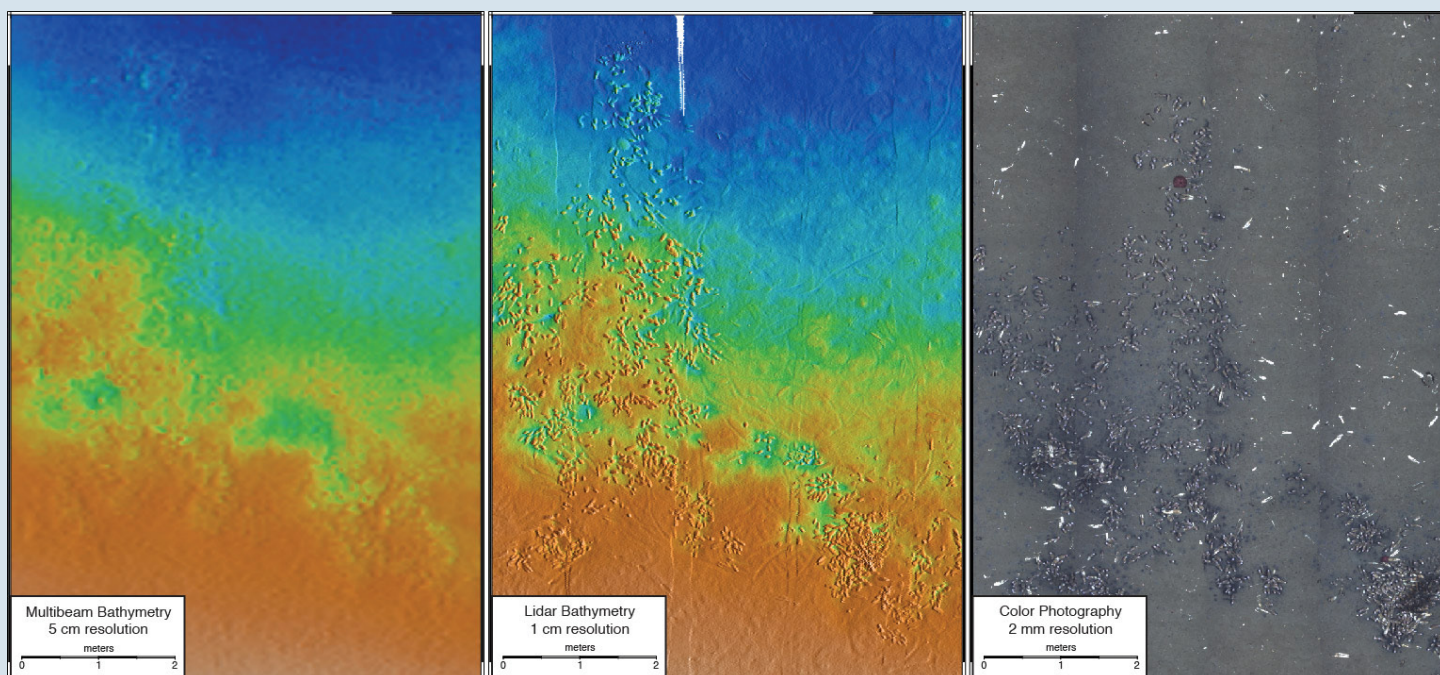 Multibeam Bathymetry
5 cm resolution
meters
0 1 2
Lidar Bathymetry
1 cm resolution
meters
0 1 2
Color Photography
2 mm resolution
meters
0 1 2